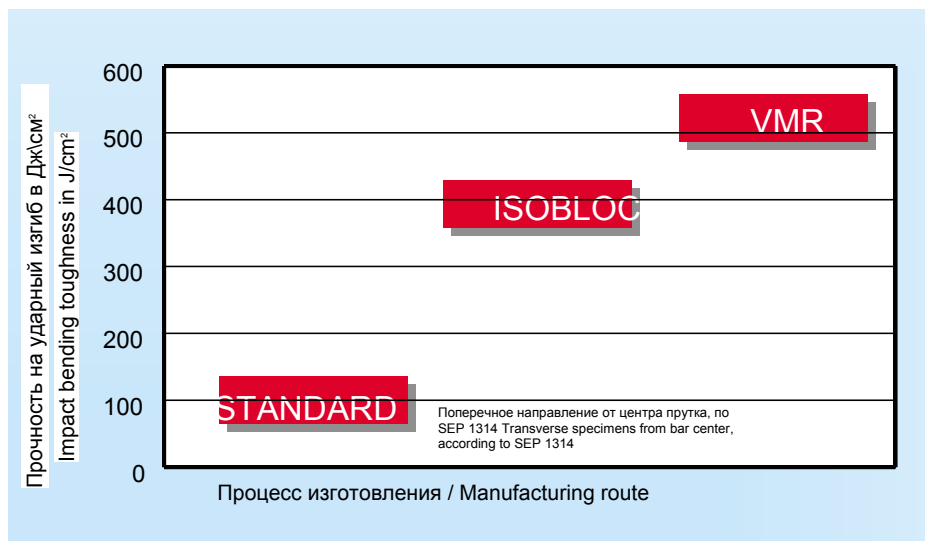 Прочность на ударный изгиб в Дж\см²
Impact bending toughness in J/cm²
600
500
400
300
200
100
0
VMR
ISOBLOC
STANDARD
Поперечное направление от центра прутка, по
SEP 1314 Transverse specimens from bar center,
according to SEP 1314
Процесс изготовления / Manufacturing route